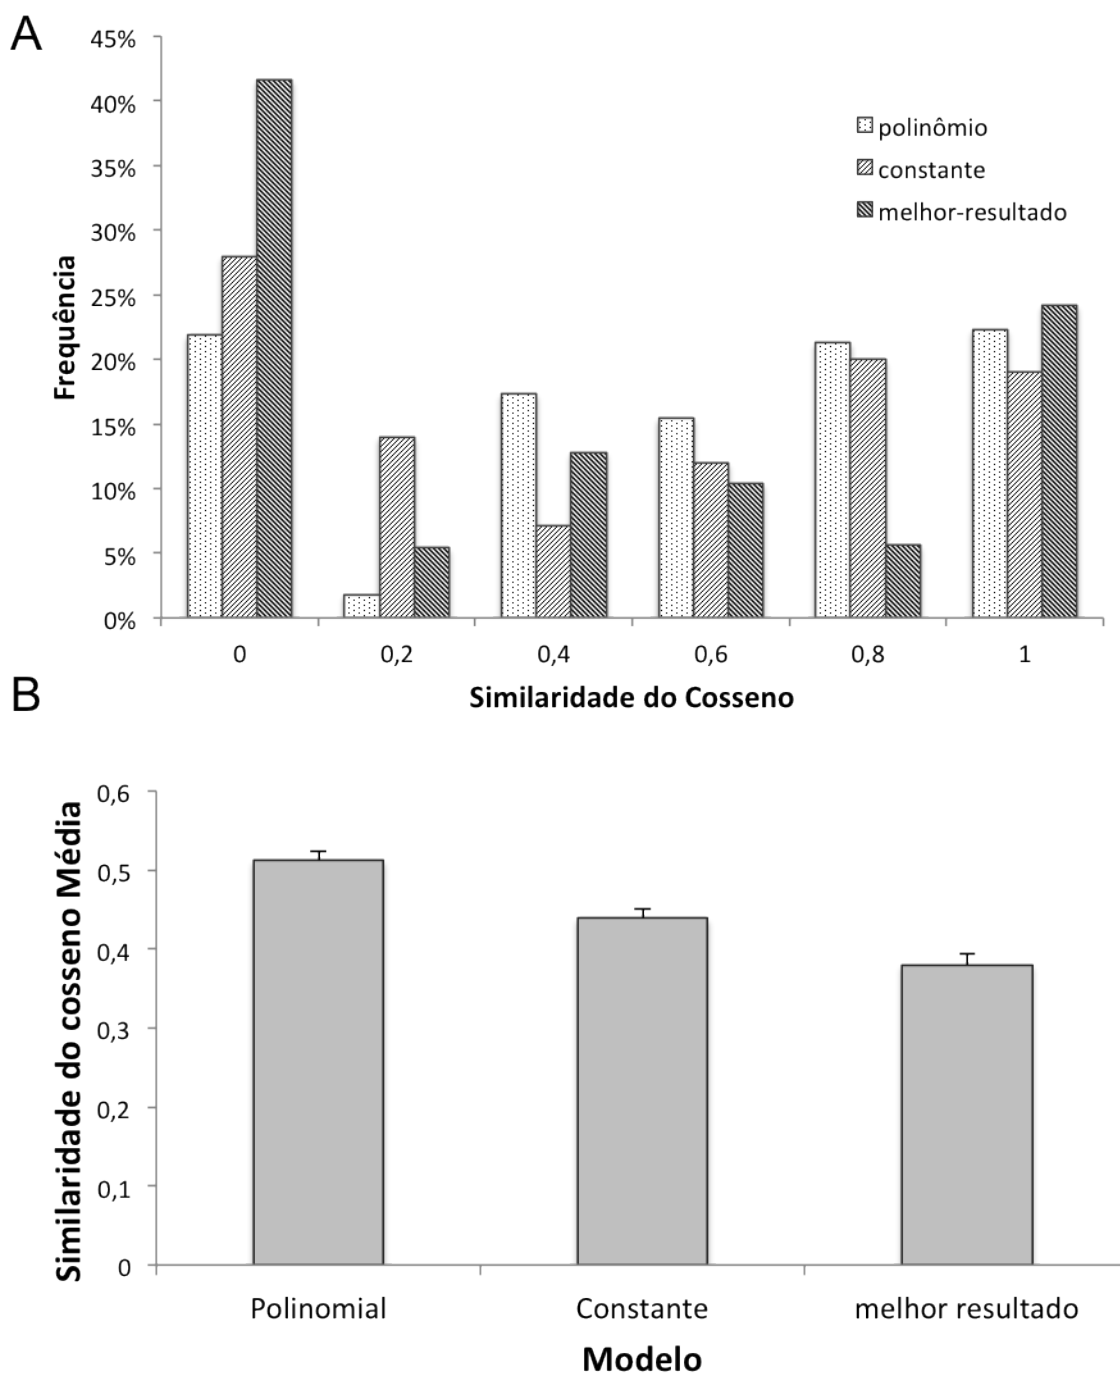 A
45%
40%
35%
30%
25%
20%
15%
10%
5%
0%
Frequência
polinômio
constante
melhor-resultado
0 0,2 0,4 0,6 0,8 1
Similaridade do Cosseno
B
0,6
0,5
0,4
0,3
0,2
0,1
0
Similaridade do cosseno Média
Polinomial Constante melhor resultado
Modelo